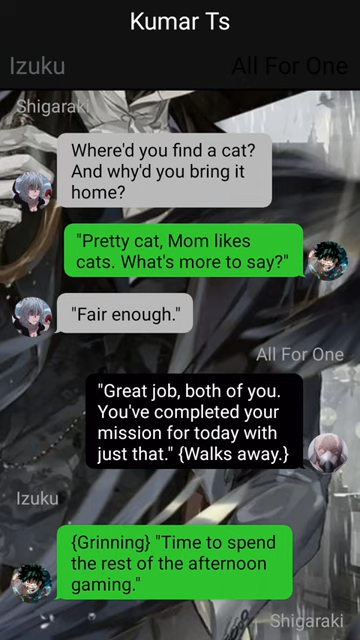 Kumar Ts
Izuku All For One
Shigaraki
Where'd you find a cat?
And why'd you bring it
home?
"Pretty cat, Mom likes
cats. What's more to say?"
"Fair enough."
All For One
"Great job, both of you.
You've completed your
mission for today with
just that." {Walks away.}
Izuku
{Grinning} "Time to spend
the rest of the afternoon
gaming."
Shigaraki